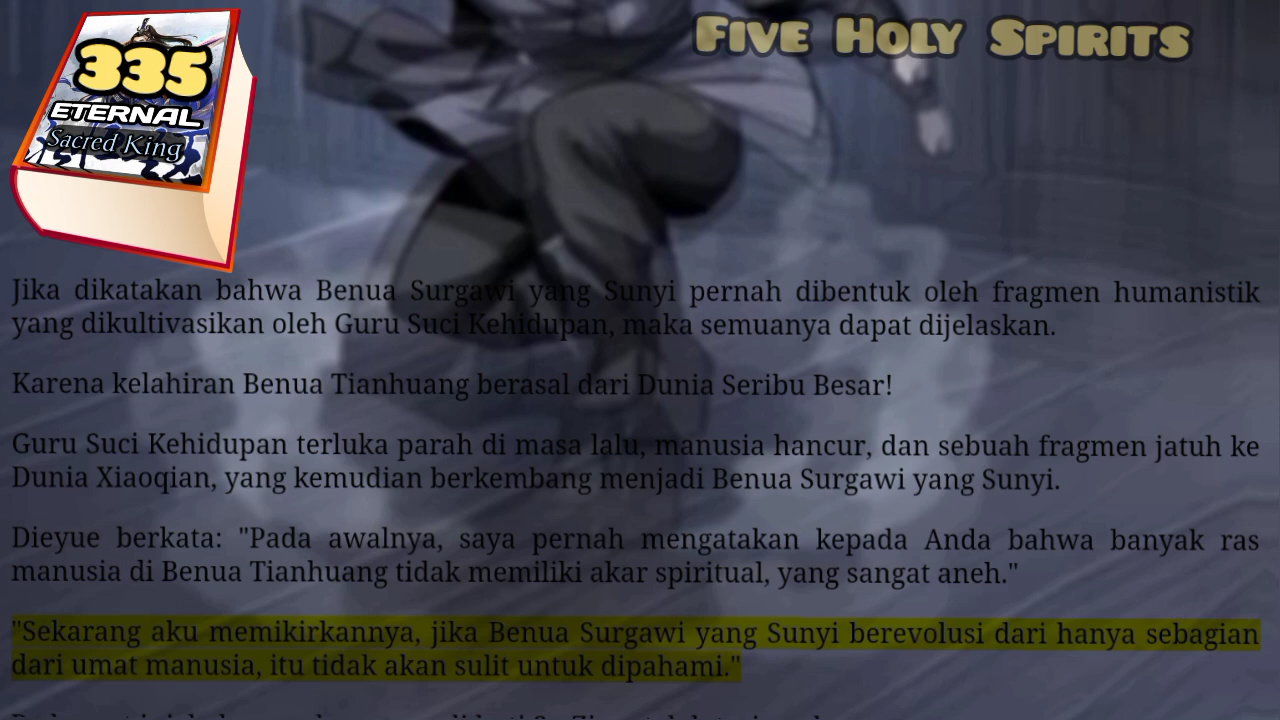 335
ETERNAL
Sacred King
Five Holy Spirits
Jika dikatakan bahwa Benua Surgawi yang Sunyi pernah dibentuk oleh fragmen humanistik
yang dikultivasikan oleh Guru Suci Kehidupan, maka semuanya dapat dijelaskan.
Karena kelahiran Benua Tianhuang berasal dari Dunia Seribu Besar!
Guru Suci Kehidupan terluka parah di masa lalu, manusia hancur, dan sebuah fragmen jatuh ke
Dunia Xiaoqian, yang kemudian berkembang menjadi Benua Surgawi yang Sunyi.
Dieyue berkata: "Pada awalnya, saya pernah mengatakan kepada Anda bahwa banyak ras
manusia di Benua Tianhuang tidak memiliki akar spiritual, yang sangat aneh."
"Sekarang aku memikirkannya, jika Benua Surgawi yang Sunyi berevolusi dari hanya sebagian
dari umat manusia, itu tidak akan sulit untuk dipahami."